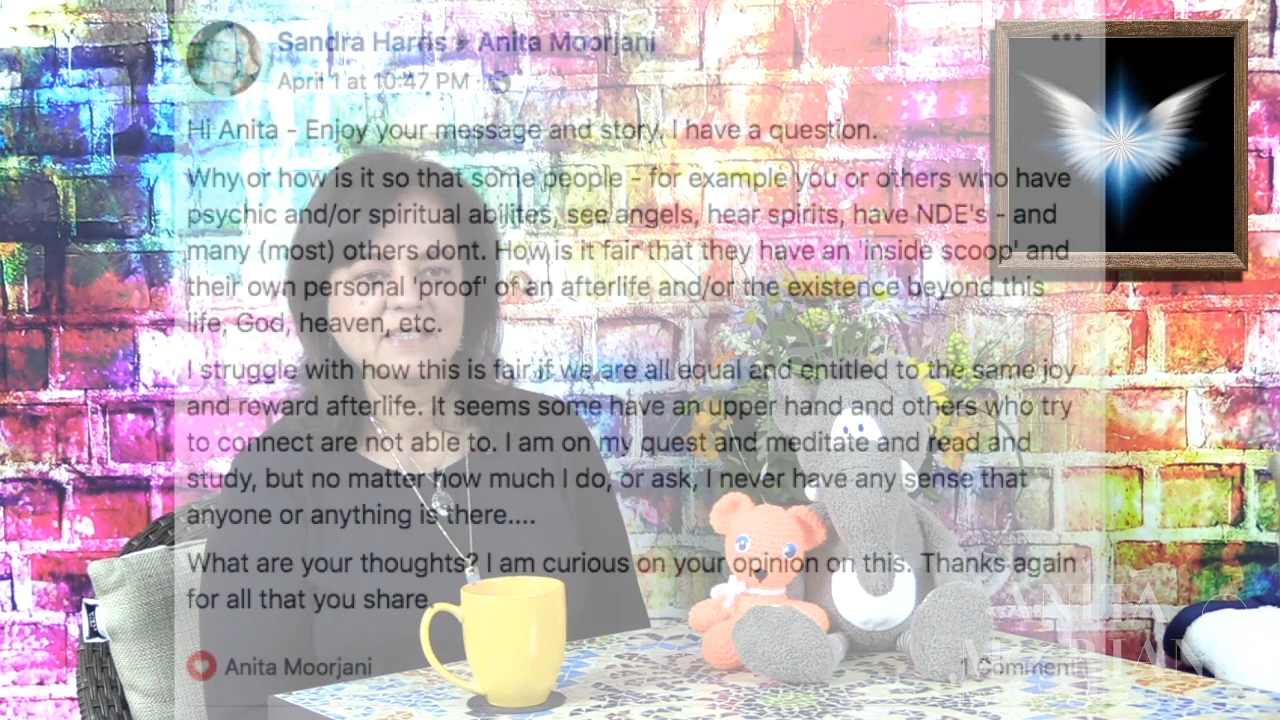 Sandra Harris ▸ Anita Moorjani
April 1 at 10:47 PM
Hi Anita - Enjoy your message and story, I have a question.
Why or how is it so that some people - for example you or others who have
psychic and/or spiritual abilites, see angels, hear spirits, have NDE's - and
many (most) others dont. How is it fair that they have an 'inside scoop' and
their own personal 'proof' of an afterlife and/or the existence beyond this
life, God, heaven, etc.
I struggle with how this is fair if we are all equal and entitled to the same joy
and reward afterlife. It seems some have an upper hand and others who try
to connect are not able to. I am on my quest and meditate and read and
study, but no matter how much I do, or ask, I never have any sense that
anyone or anything is there....
What are your thoughts? I am curious on your opinion on this. Thanks again
for all that you share.
Anita Moorjani
1 Comment
ANITA
MOORJANI